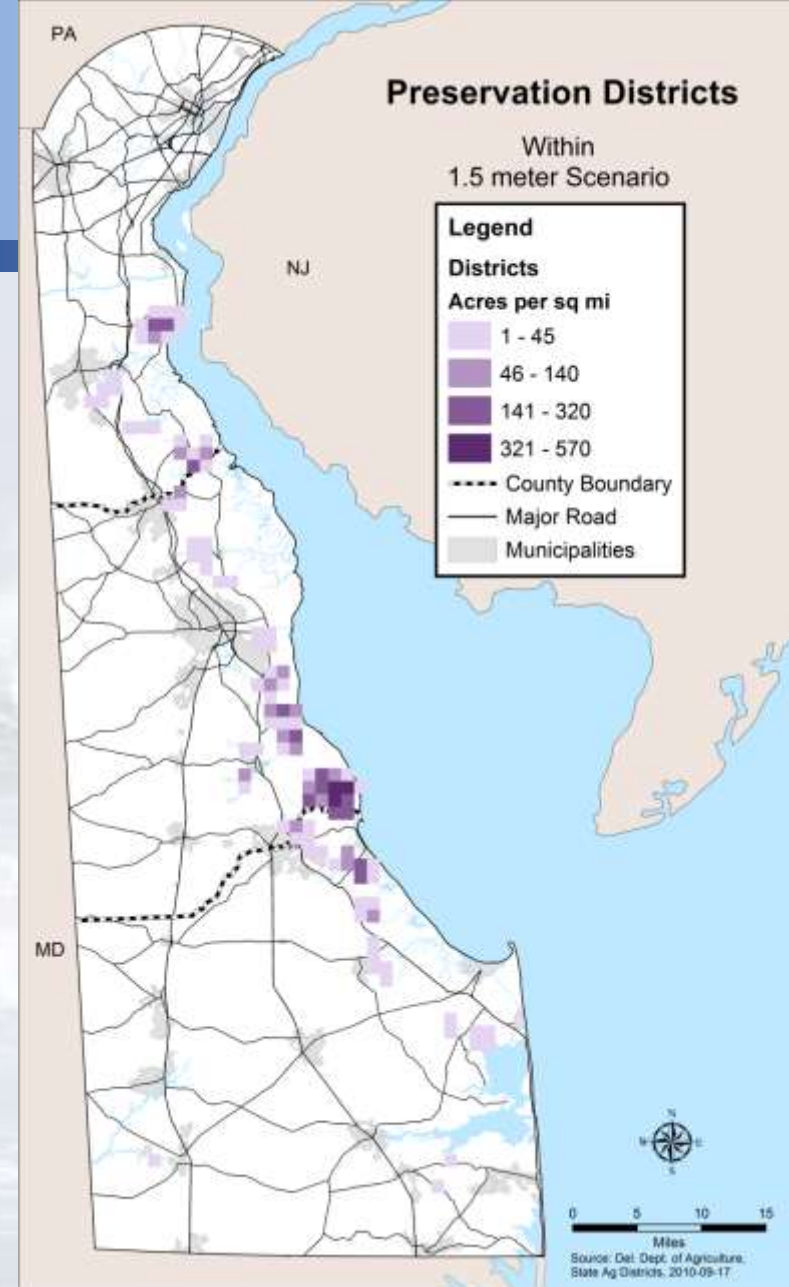 PA
Preservation Districts
Within
1.5 meter Scenario
NJ
Legend
Districts
Acres per sq mi
1 - 45
46 - 140
141 - 320
321 - 570
County Boundary
Major Road
Municipalities
MD
N
W
E
S
0 5 10 15
Miles
Source: Del. Dept. of Agriculture,
State Ag Districts, 2010-09-17